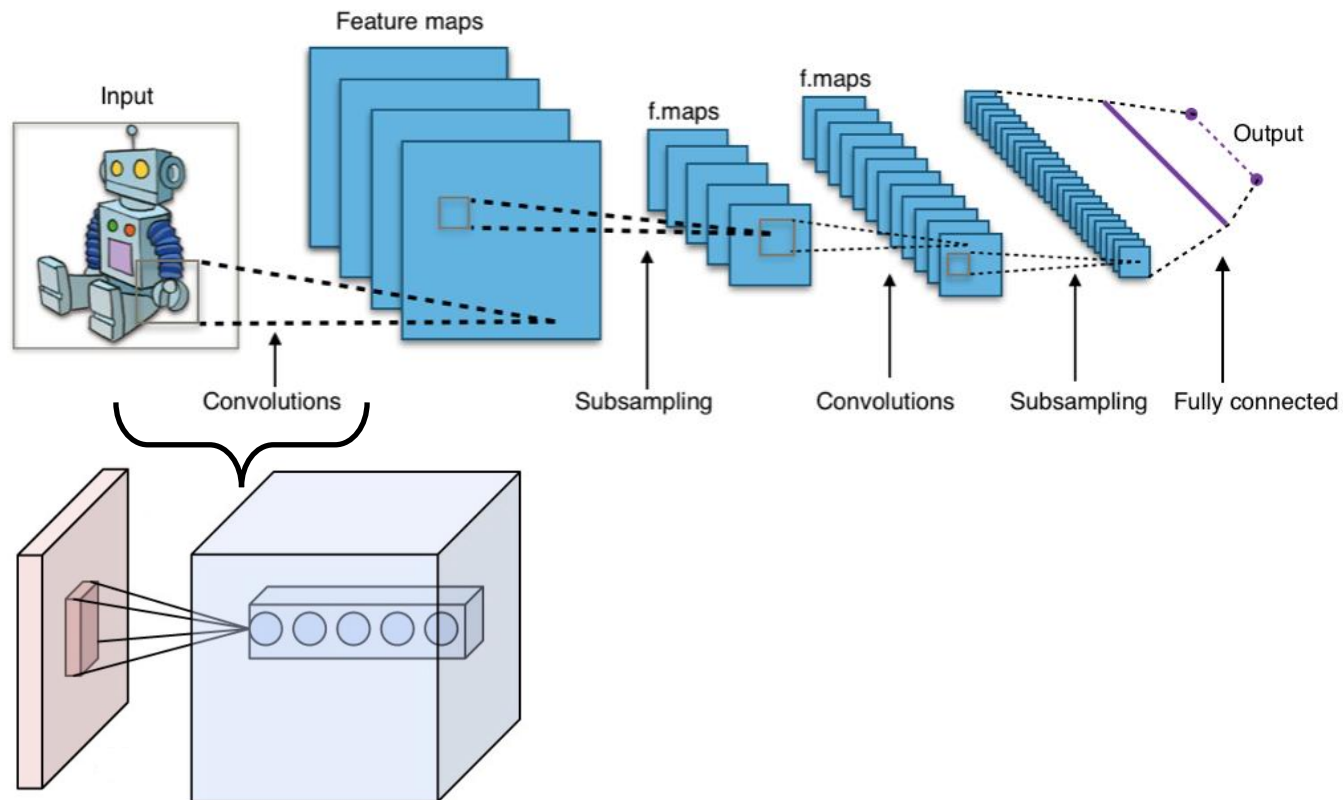 Feature maps
f.maps
Input
f.maps
Output
Convolutions
Subsampling
Convolutions
Subsampling
Fully connected